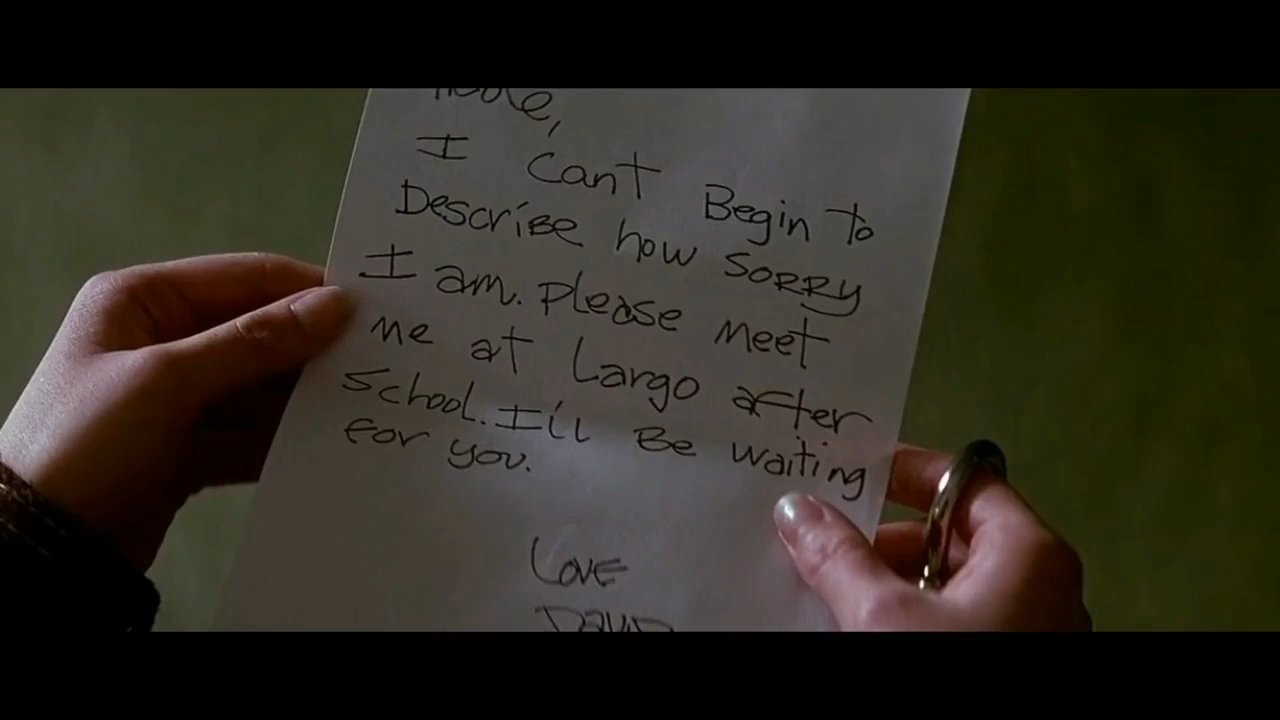 I Cant Begin to
Describe how sorry
I am. please meet
me at Largo after
School. I'll Be waiting
for you.
Love
David